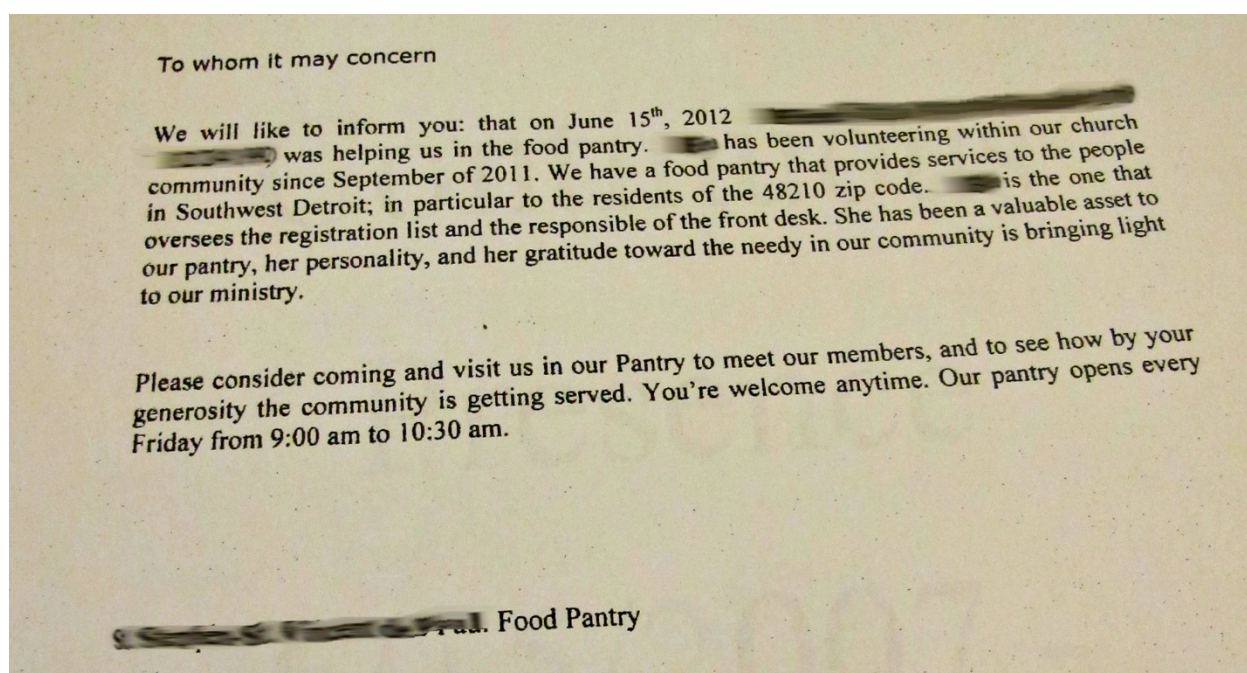 To whom it may concern
We will like to inform you: that on June 15th, 2012
was helping us in the food pantry. has been volunteering within our church
community since September of 2011. We have a food pantry that provides services to the people
in Southwest Detroit; in particular to the residents of the 48210 zip code. is the one that
oversees the registration list and the responsible of the front desk. She has been a valuable asset to
our pantry, her personality, and her gratitude toward the needy in our community is bringing light
to our ministry.
Please consider coming and visit us in our Pantry to meet our members, and to see how by your
generosity the community is getting served. You're welcome anytime. Our pantry opens every
Friday from 9:00 am to 10:30 am.
Food Pantry